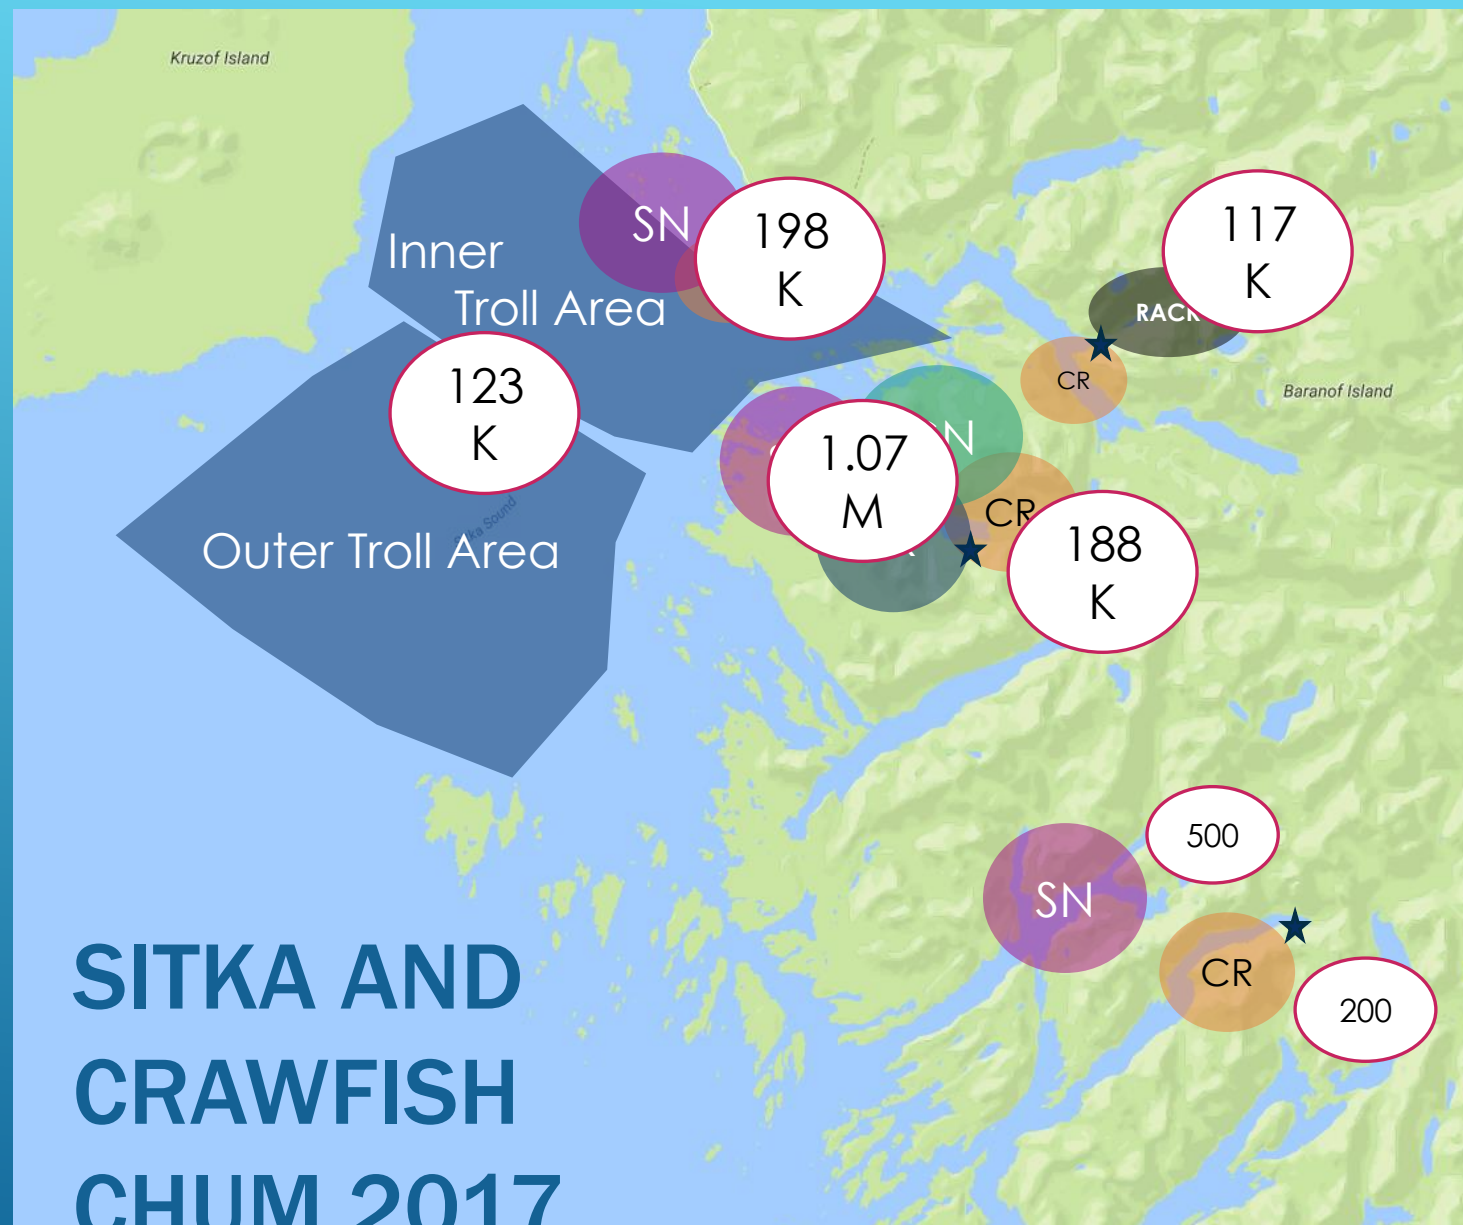 Kruzof Island
SN
198
K
117
K
Inner
Troll Area
RACK
123
K
CR
Baranof Island
1.07
M
CR
188
K
Outer Troll Area
500
SN
CR
200
SITKA AND
CRAWFISH
CHUM 2017